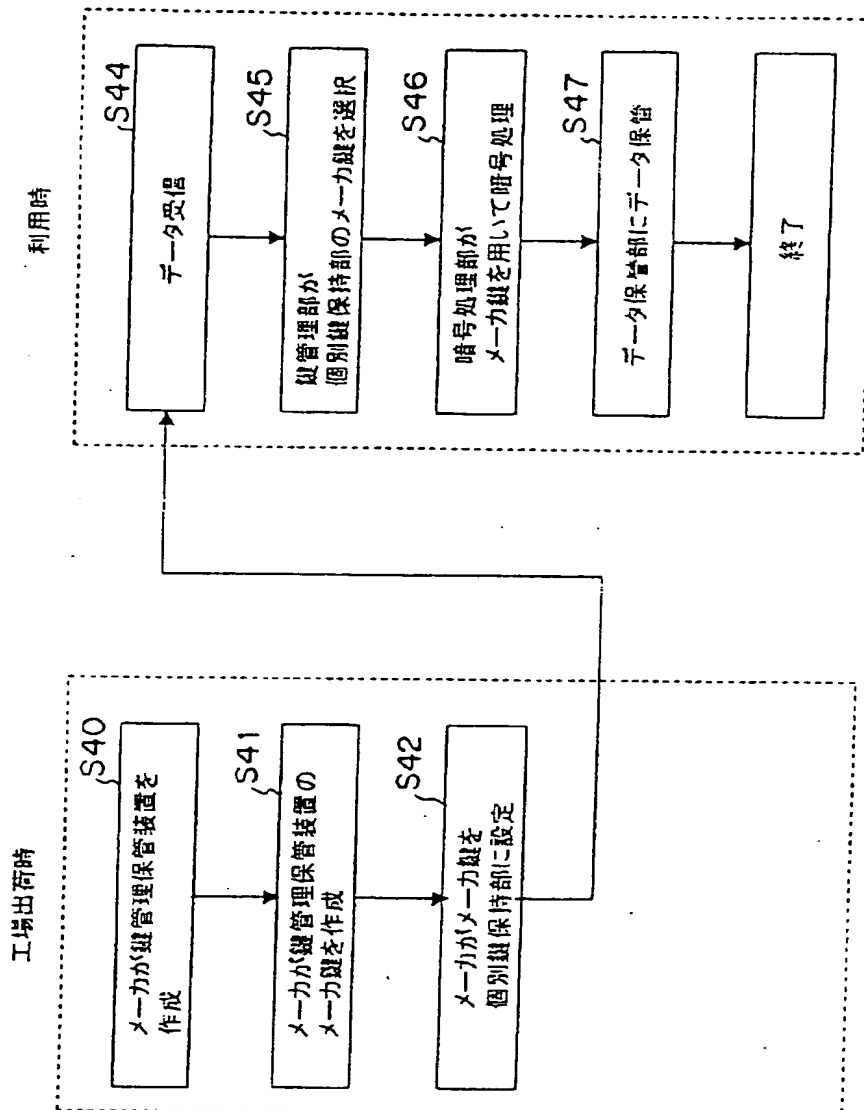 工場出荷時
S40
メーカが鍵管理保管装置を
作成
S41
メーカが鍵管理保管装置の
メーカ鍵を作成
S42
メーカがメーカ鍵を
個別鍵保持部に設定
利用時
S44
データ受信
S45
鍵管理部が
個別鍵保持部のメーカ鍵を選択
S46
暗号処理部が
メーカ鍵を用いて暗号処理
S47
データ保管部にデータ保管
終了